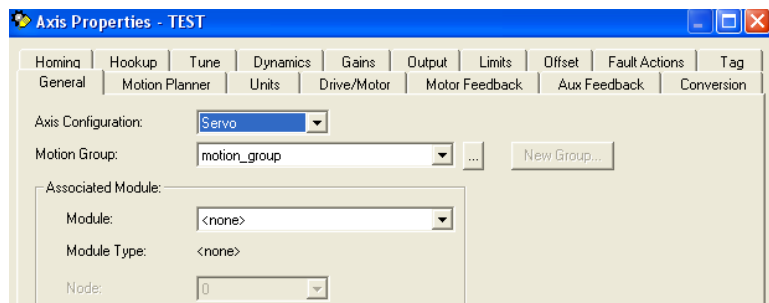 Axis Properties - TEST
Homing Hookup Tune Dynamics Gains Output Limits Offset Fault Actions Tag
General Motion Planner Units Drive/Motor Motor Feedback Aux Feedback Conversion
Axis Configuration: Servo
Motion Group: motion_group ... New Group...
Associated Module:
Module: <none>
Module Type: <none>
Node: 0